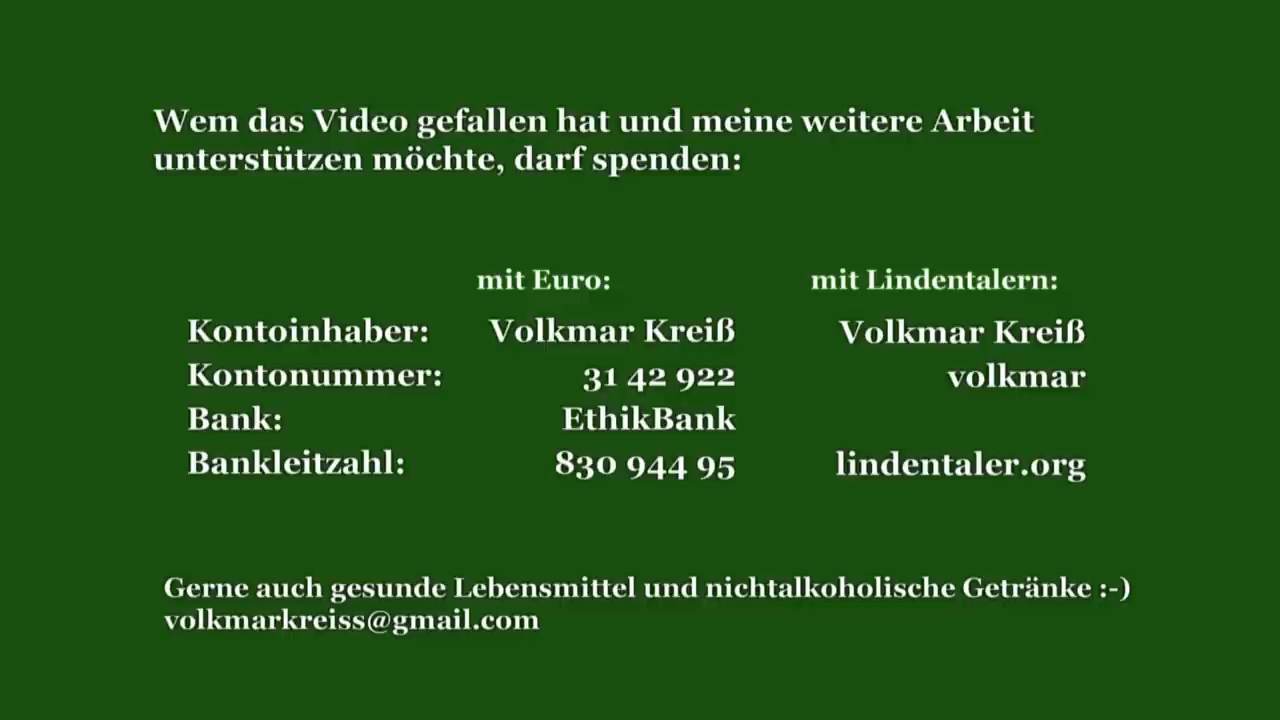 Wem das Video gefallen hat und meine weitere Arbeit
unterstützen möchte, darf spenden:
mit Euro: mit Lindentalern:
Kontoinhaber: Volkmar Kreiß Volkmar Kreiß
Kontonummer: 31 42 922 volkmar
Bank: EthikBank
Bankleitzahl: 830 944 95 lindentaler.org
Gerne auch gesunde Lebensmittel und nichtalkoholische Getränke :-)
volkmarkreiss@gmail.com